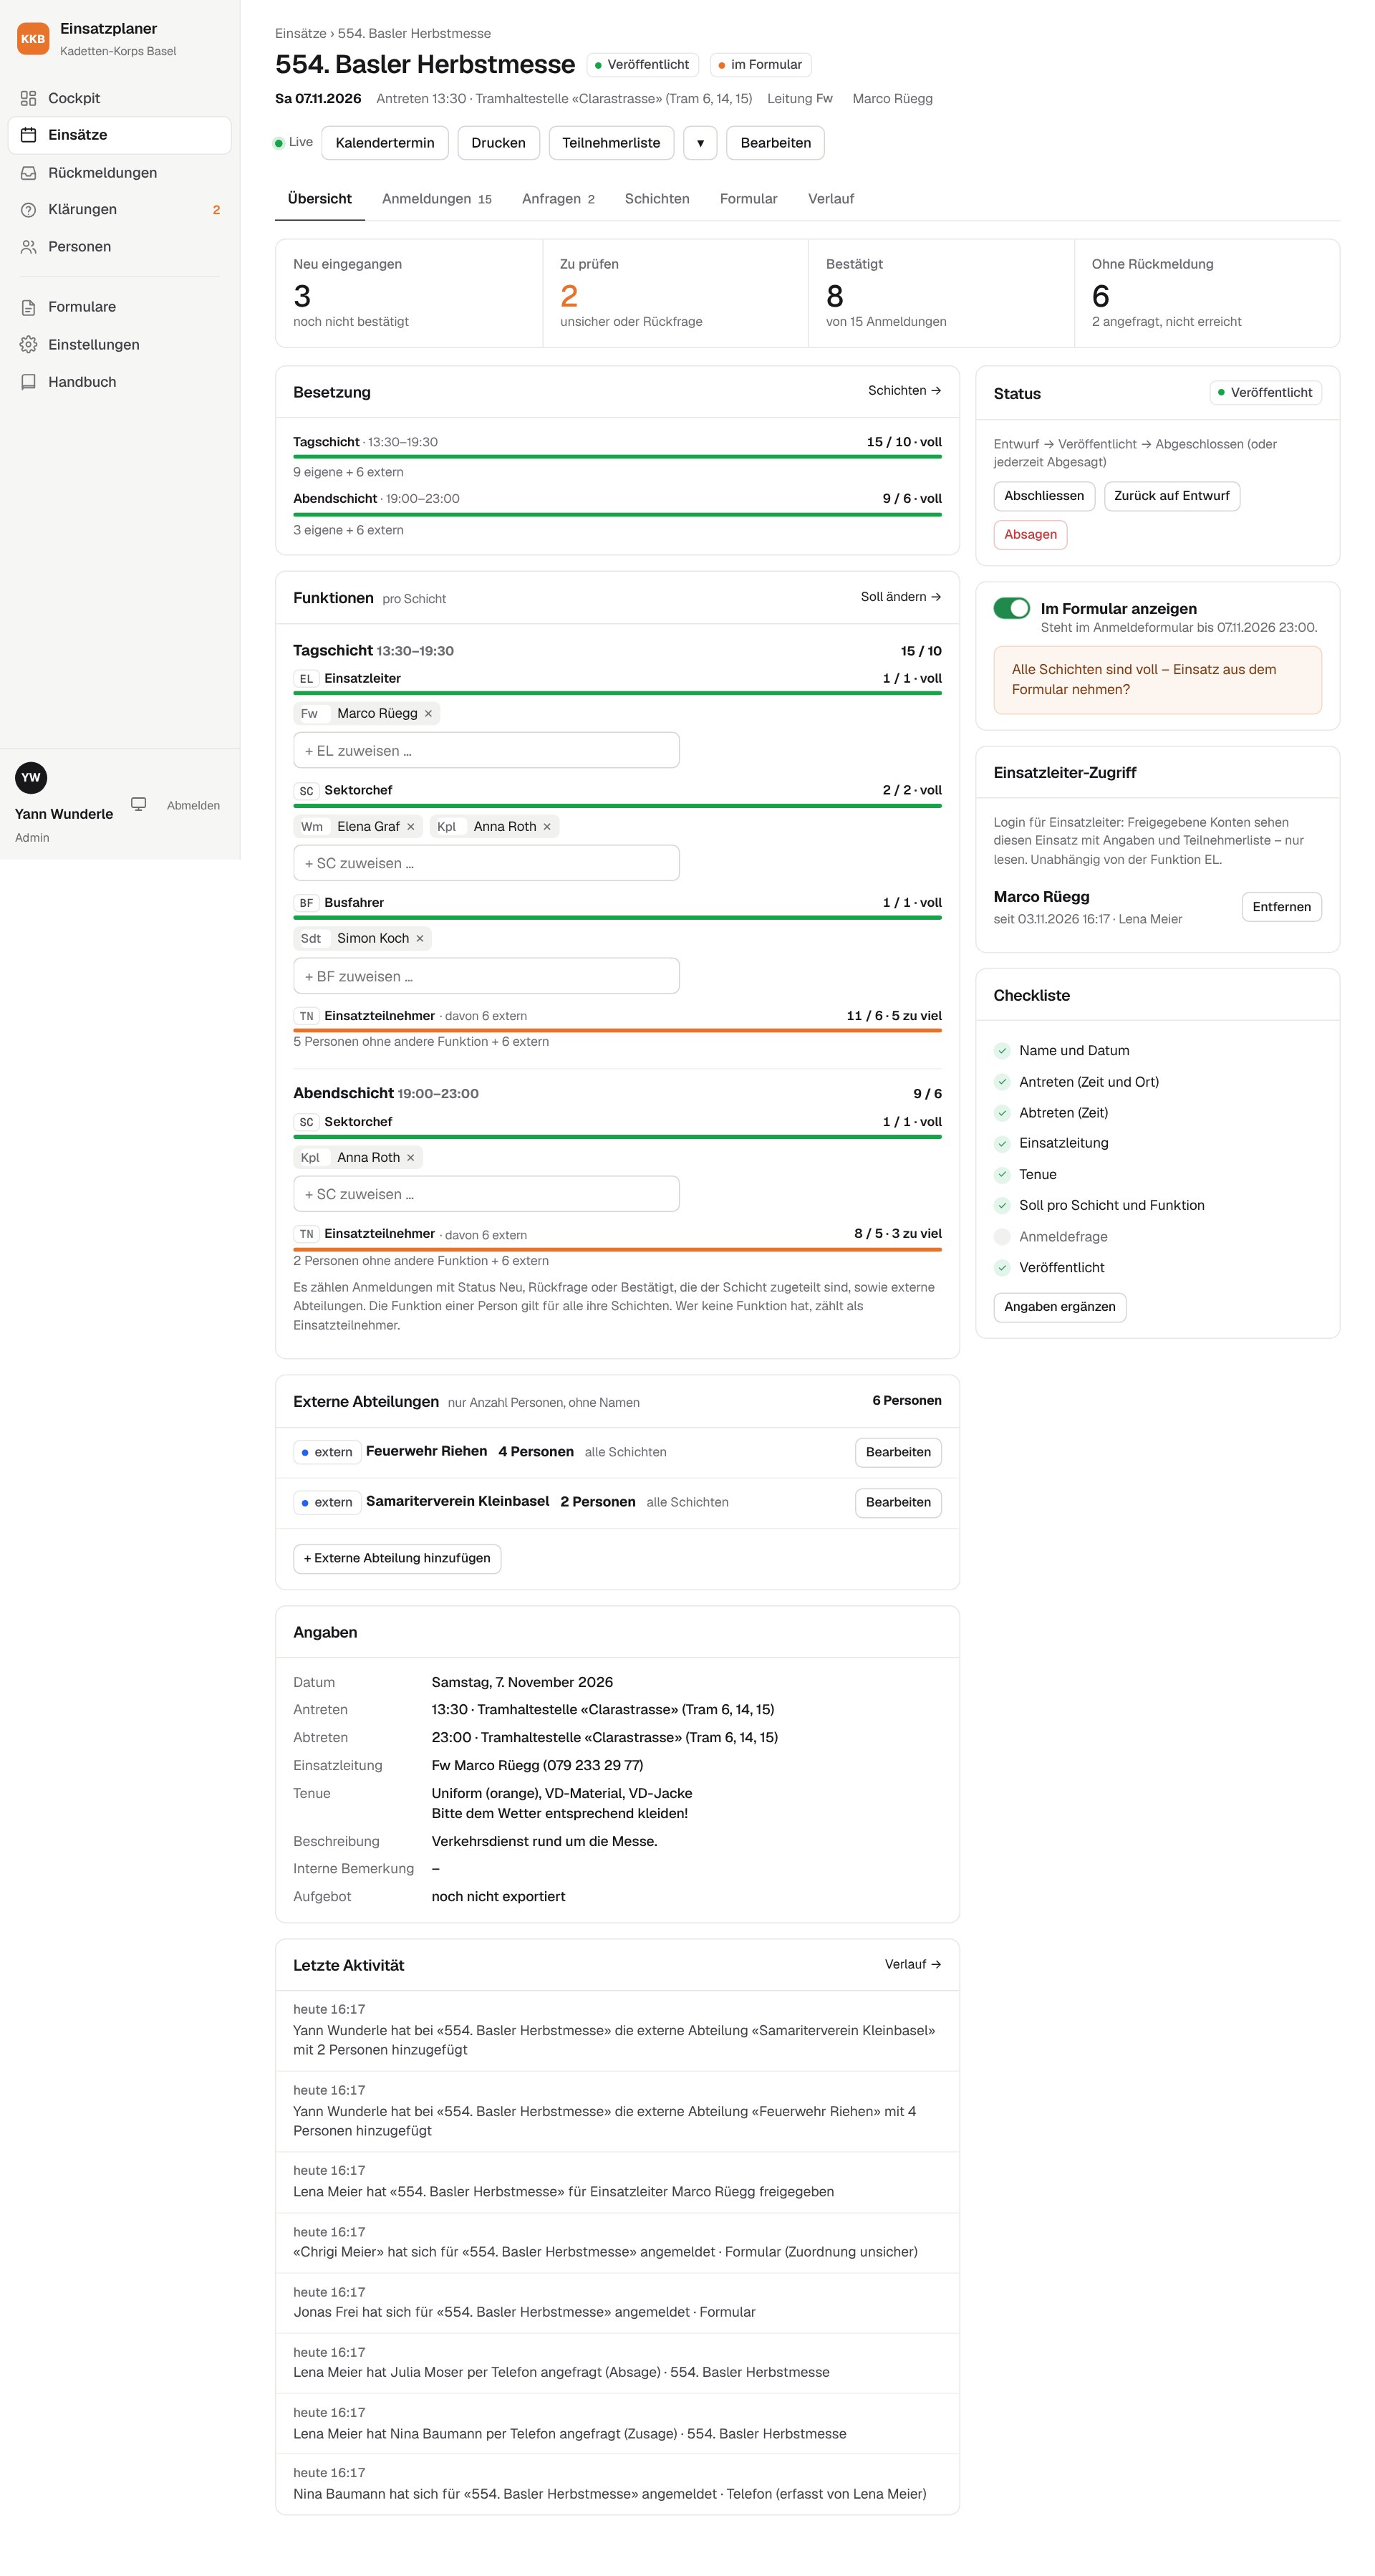 KKB
Einsatzplaner
Kadetten-Korps Basel
Cockpit
Einsätze
Rückmeldungen
Klärungen 2
Personen
Formulare
Einstellungen
Handbuch
YW
Yann Wunderle
Admin
Abmelden
Einsätze › 554. Basler Herbstmesse
554. Basler Herbstmesse Veröffentlicht im Formular
Sa 07.11.2026 Antreten 13:30 · Tramhaltestelle «Clarastrasse» (Tram 6, 14, 15) Leitung Fw Marco Rüegg
Live Kalendertermin Drucken Teilnehmerliste ▾ Bearbeiten
Übersicht Anmeldungen 15 Anfragen 2 Schichten Formular Verlauf
Neu eingegangen
3
noch nicht bestätigt
Zu prüfen
2
unsicher oder Rückfrage
Bestätigt
8
von 15 Anmeldungen
Ohne Rückmeldung
6
2 angefragt, nicht erreicht
Besetzung Schichten →
Tagschicht · 13:30–19:30 15 / 10 · voll
9 eigene + 6 extern
Abendschicht · 19:00–23:00 9 / 6 · voll
3 eigene + 6 extern
Funktionen pro Schicht Soll ändern →
Tagschicht 13:30–19:30 15 / 10
EL Einsatzleiter 1 / 1 · voll
Fw Marco Rüegg ×
+ EL zuweisen …
SC Sektorchef 2 / 2 · voll
Wm Elena Graf × Kpl Anna Roth ×
+ SC zuweisen …
BF Busfahrer 1 / 1 · voll
Sdt Simon Koch ×
+ BF zuweisen …
TN Einsatzteilnehmer · davon 6 extern 11 / 6 · 5 zu viel
5 Personen ohne andere Funktion + 6 extern
Abendschicht 19:00–23:00 9 / 6
SC Sektorchef 1 / 1 · voll
Kpl Anna Roth ×
+ SC zuweisen …
TN Einsatzteilnehmer · davon 6 extern 8 / 5 · 3 zu viel
2 Personen ohne andere Funktion + 6 extern
Es zählen Anmeldungen mit Status Neu, Rückfrage oder Bestätigt, die der Schicht zugeteilt sind, sowie externe
Abteilungen. Die Funktion einer Person gilt für alle ihre Schichten. Wer keine Funktion hat, zählt als
Einsatzteilnehmer.
Externe Abteilungen nur Anzahl Personen, ohne Namen 6 Personen
extern Feuerwehr Riehen 4 Personen alle Schichten Bearbeiten
extern Samariterverein Kleinbasel 2 Personen alle Schichten Bearbeiten
+ Externe Abteilung hinzufügen
Angaben
Datum Samstag, 7. November 2026
Antreten 13:30 · Tramhaltestelle «Clarastrasse» (Tram 6, 14, 15)
Abtreten 23:00 · Tramhaltestelle «Clarastrasse» (Tram 6, 14, 15)
Einsatzleitung Fw Marco Rüegg (079 233 29 77)
Tenue Uniform (orange), VD-Material, VD-Jacke
Bitte dem Wetter entsprechend kleiden!
Beschreibung Verkehrsdienst rund um die Messe.
Interne Bemerkung –
Aufgebot noch nicht exportiert
Letzte Aktivität Verlauf →
heute 16:17
Yann Wunderle hat bei «554. Basler Herbstmesse» die externe Abteilung «Samariterverein Kleinbasel»
mit 2 Personen hinzugefügt
heute 16:17
Yann Wunderle hat bei «554. Basler Herbstmesse» die externe Abteilung «Feuerwehr Riehen» mit 4
Personen hinzugefügt
heute 16:17
Lena Meier hat «554. Basler Herbstmesse» für Einsatzleiter Marco Rüegg freigegeben
heute 16:17
«Chrigi Meier» hat sich für «554. Basler Herbstmesse» angemeldet · Formular (Zuordnung unsicher)
heute 16:17
Jonas Frei hat sich für «554. Basler Herbstmesse» angemeldet · Formular
heute 16:17
Lena Meier hat Julia Moser per Telefon angefragt (Absage) · 554. Basler Herbstmesse
heute 16:17
Lena Meier hat Nina Baumann per Telefon angefragt (Zusage) · 554. Basler Herbstmesse
heute 16:17
Nina Baumann hat sich für «554. Basler Herbstmesse» angemeldet · Telefon (erfasst von Lena Meier)
Status Veröffentlicht
Entwurf → Veröffentlicht → Abgeschlossen (oder
jederzeit Abgesagt)
Abschliessen Zurück auf Entwurf
Absagen
Im Formular anzeigen
Steht im Anmeldeformular bis 07.11.2026 23:00.
Alle Schichten sind voll – Einsatz aus dem
Formular nehmen?
Einsatzleiter-Zugriff
Login für Einsatzleiter: Freigegebene Konten sehen
diesen Einsatz mit Angaben und Teilnehmerliste – nur
lesen. Unabhängig von der Funktion EL.
Marco Rüegg
seit 03.11.2026 16:17 · Lena Meier
Entfernen
Checkliste
Name und Datum
Antreten (Zeit und Ort)
Abtreten (Zeit)
Einsatzleitung
Tenue
Soll pro Schicht und Funktion
Anmeldefrage
Veröffentlicht
Angaben ergänzen